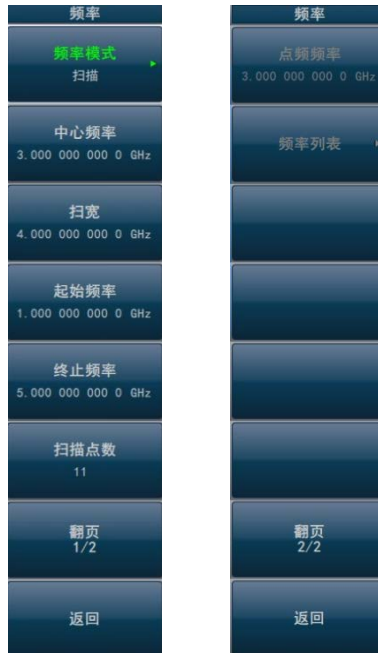 频率
频率模式
扫描
中心频率
3.000 000 000 0 GHz
扫宽
4.000 000 000 0 GHz
起始频率
1.000 000 000 0 GHz
终止频率
5.000 000 000 0 GHz
扫描点数
11
翻页
1/2
返回
频率
点频频率
3.000 000 000 0 GHz
频率列表
翻页
2/2
返回